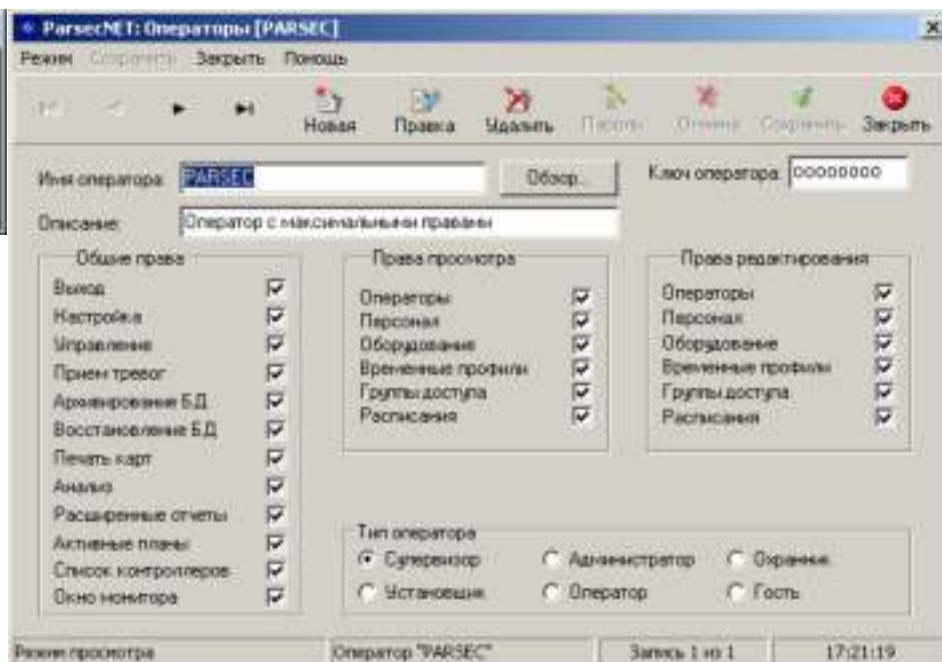 ParsecNET: Операторы [PARSEC]
Режим Сохранить Закрыть Помощь
Новая Правка Удалить Пароль Отмена Сохранить Закрыть
Имя оператора: PARSEC Обзор... Ключ оператора: 00000000
Описание: Оператор с максимальными правами
Общие права
Выход
Настройка
Управление
Прием тревог
Архивирование БД
Восстановление БД
Печать карт
Анализ
Расширенные отчеты
Активные планы
Список контроллеров
Окно монитора
Права просмотра
Операторы
Персонал
Оборудование
Временные профили
Группы доступа
Расписания
Права редактирования
Операторы
Персонал
Оборудование
Временные профили
Группы доступа
Расписания
Тип оператора
Супервизор Администратор Охранник
Установщик Оператор Гость
Режим просмотра Оператор "PARSEC" Запись 1 из 1 17:21:19